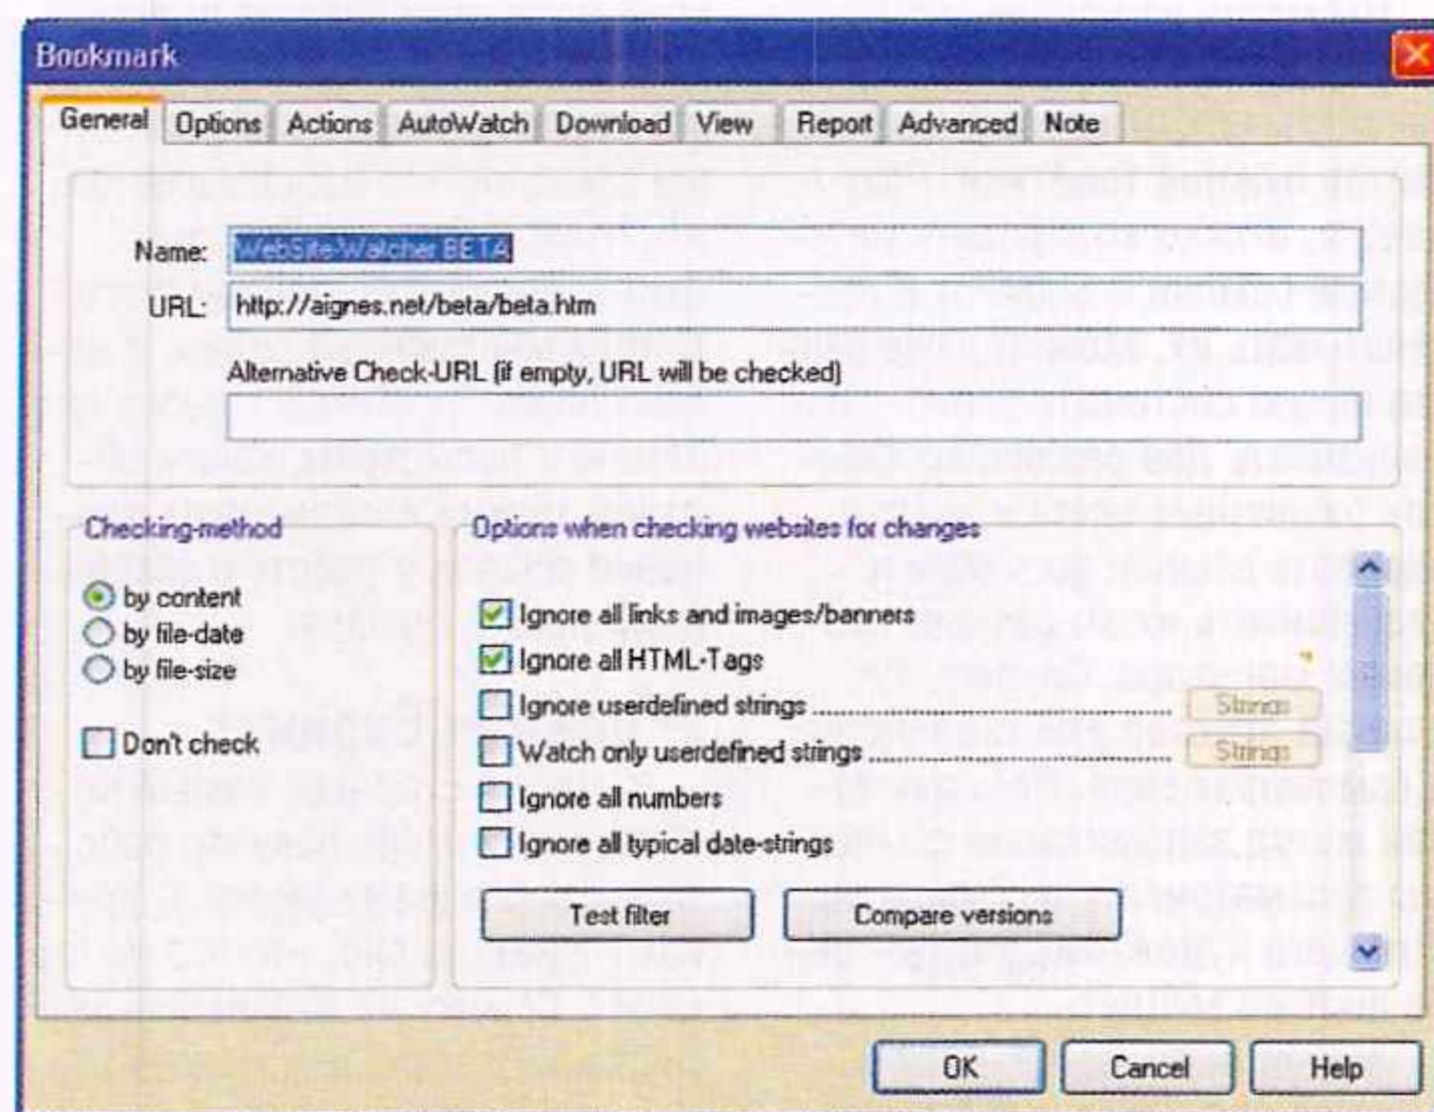 Bookmark
General Options Actions AutoWatch Download View Report Advanced Note
Name: WebSite-Watcher BETA
URL: http://aignes.net/beta/beta.htm
Alternative Check-URL (if empty, URL will be checked)
Checking-method
by content
by file-date
by file-size
Don't check
Options when checking websites for changes
Ignore all links and images/banners
Ignore all HTML-Tags
Ignore userdefined strings ........ Strings
Watch only userdefined strings ........ Strings
Ignore all numbers
Ignore all typical date-strings
Test filter Compare versions
OK Cancel Help